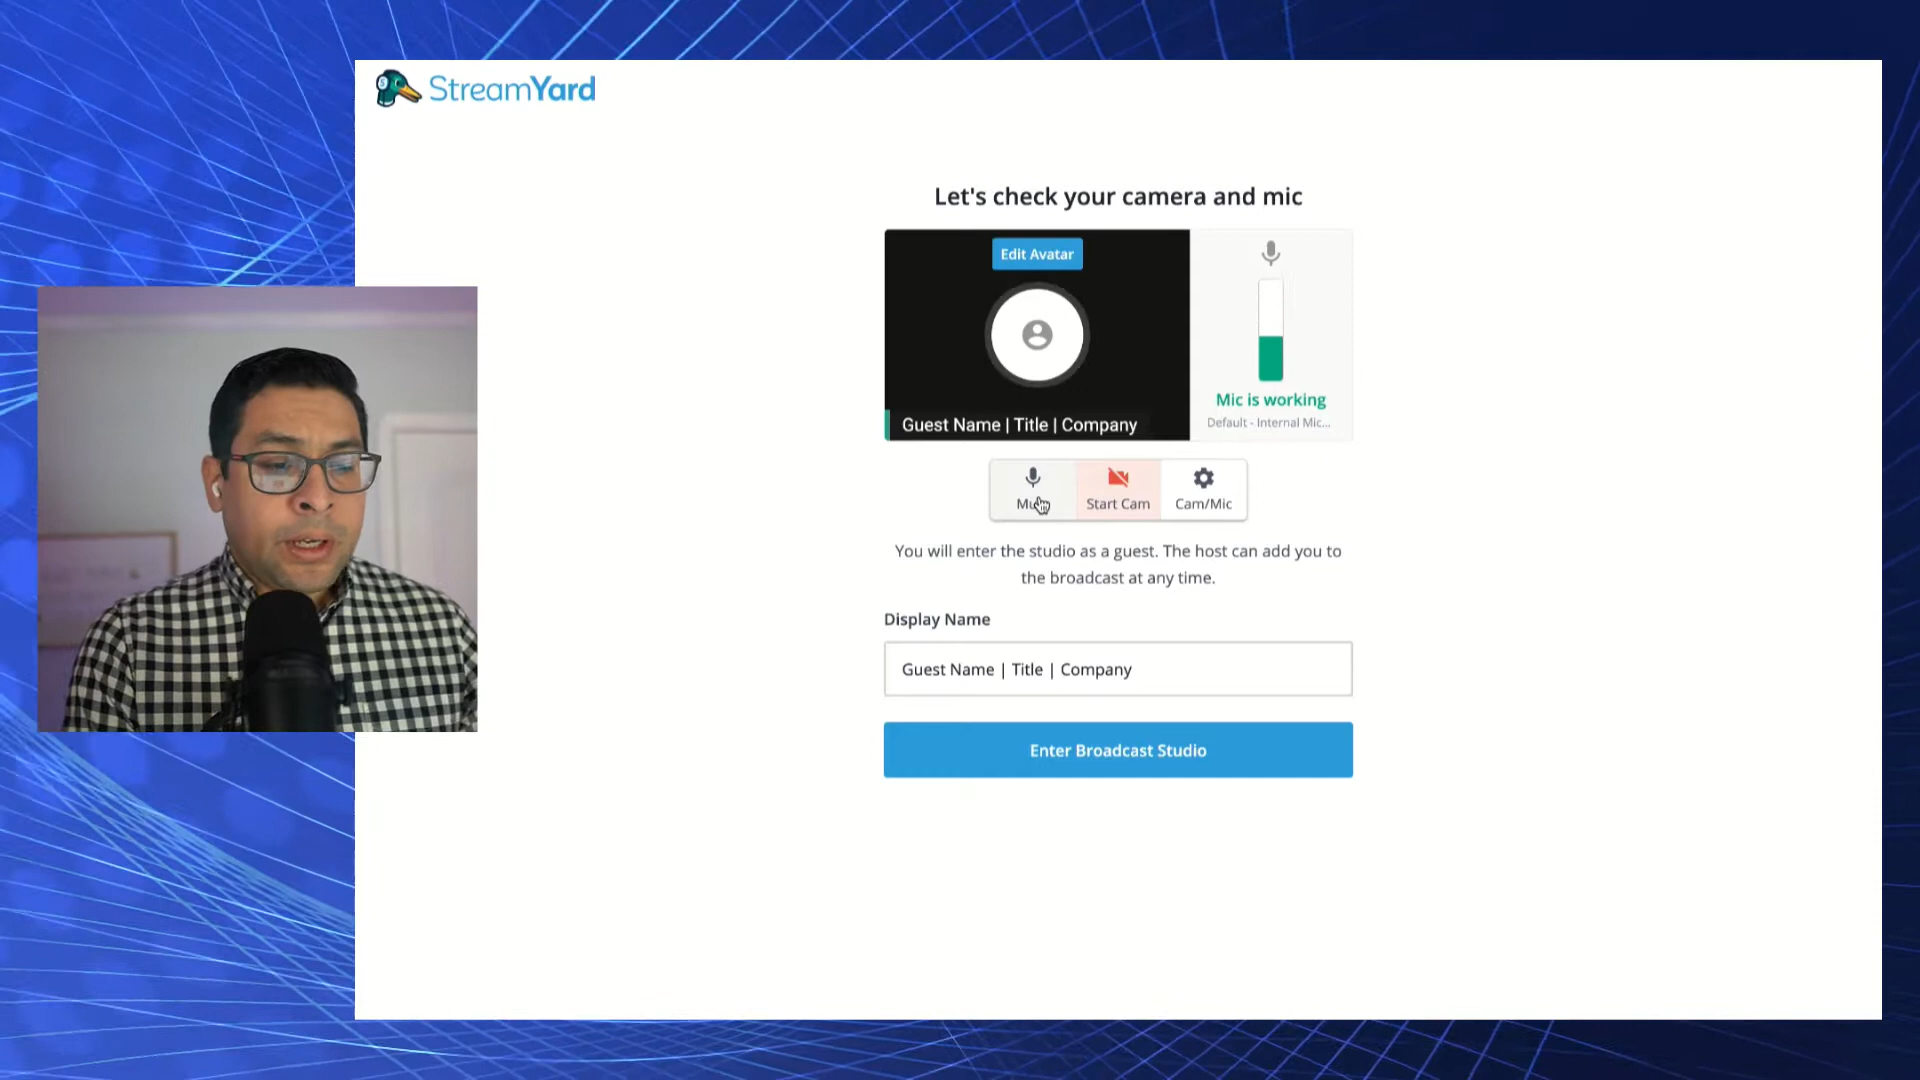 StreamYard
Let's check your camera and mic
Edit Avatar
Guest Name | Title | Company
Mic is working
Default - Internal Mic...
Start Cam
Cam/Mic
You will enter the studio as a guest. The host can add you to
the broadcast at any time.
Display Name
Guest Name | Title | Company
Enter Broadcast Studio